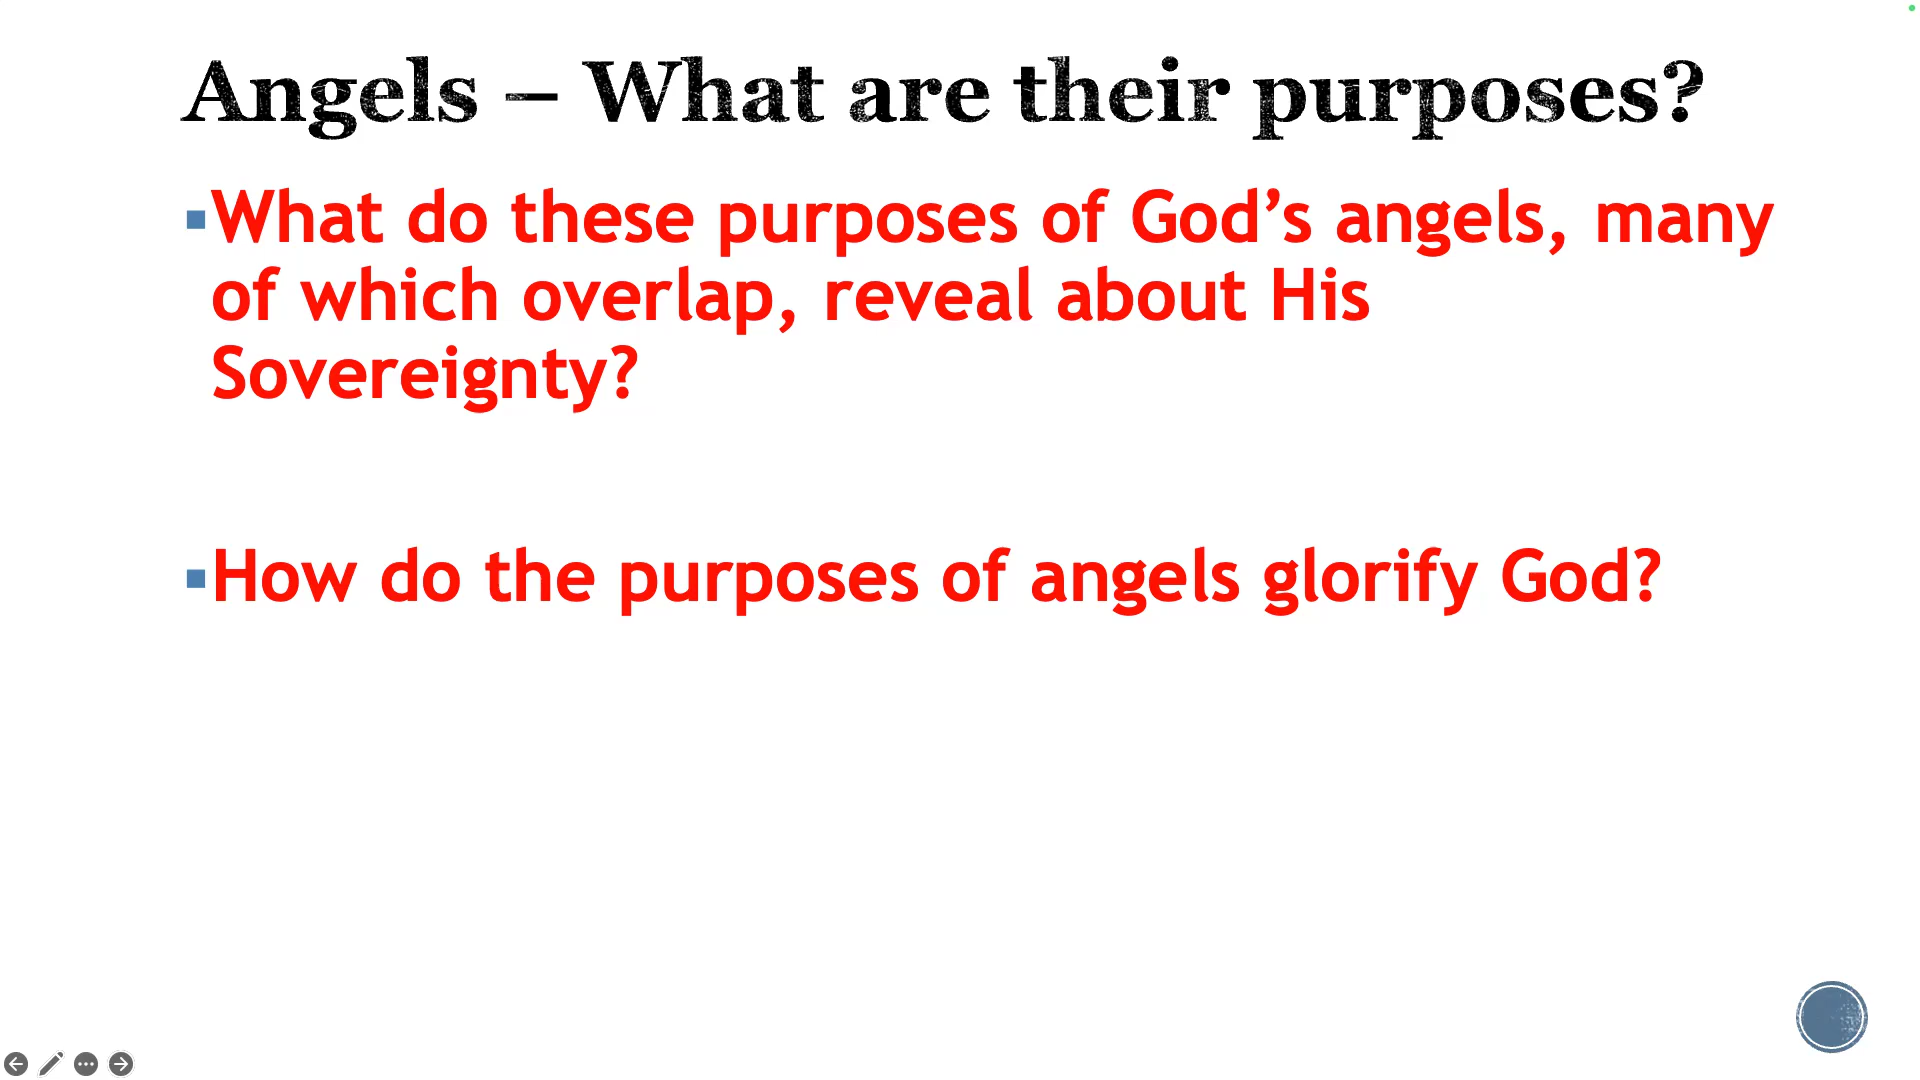 Angels – What are their purposes?
▪What do these purposes of God’s angels, many
of which overlap, reveal about His
Sovereignty?
▪How do the purposes of angels glorify God?